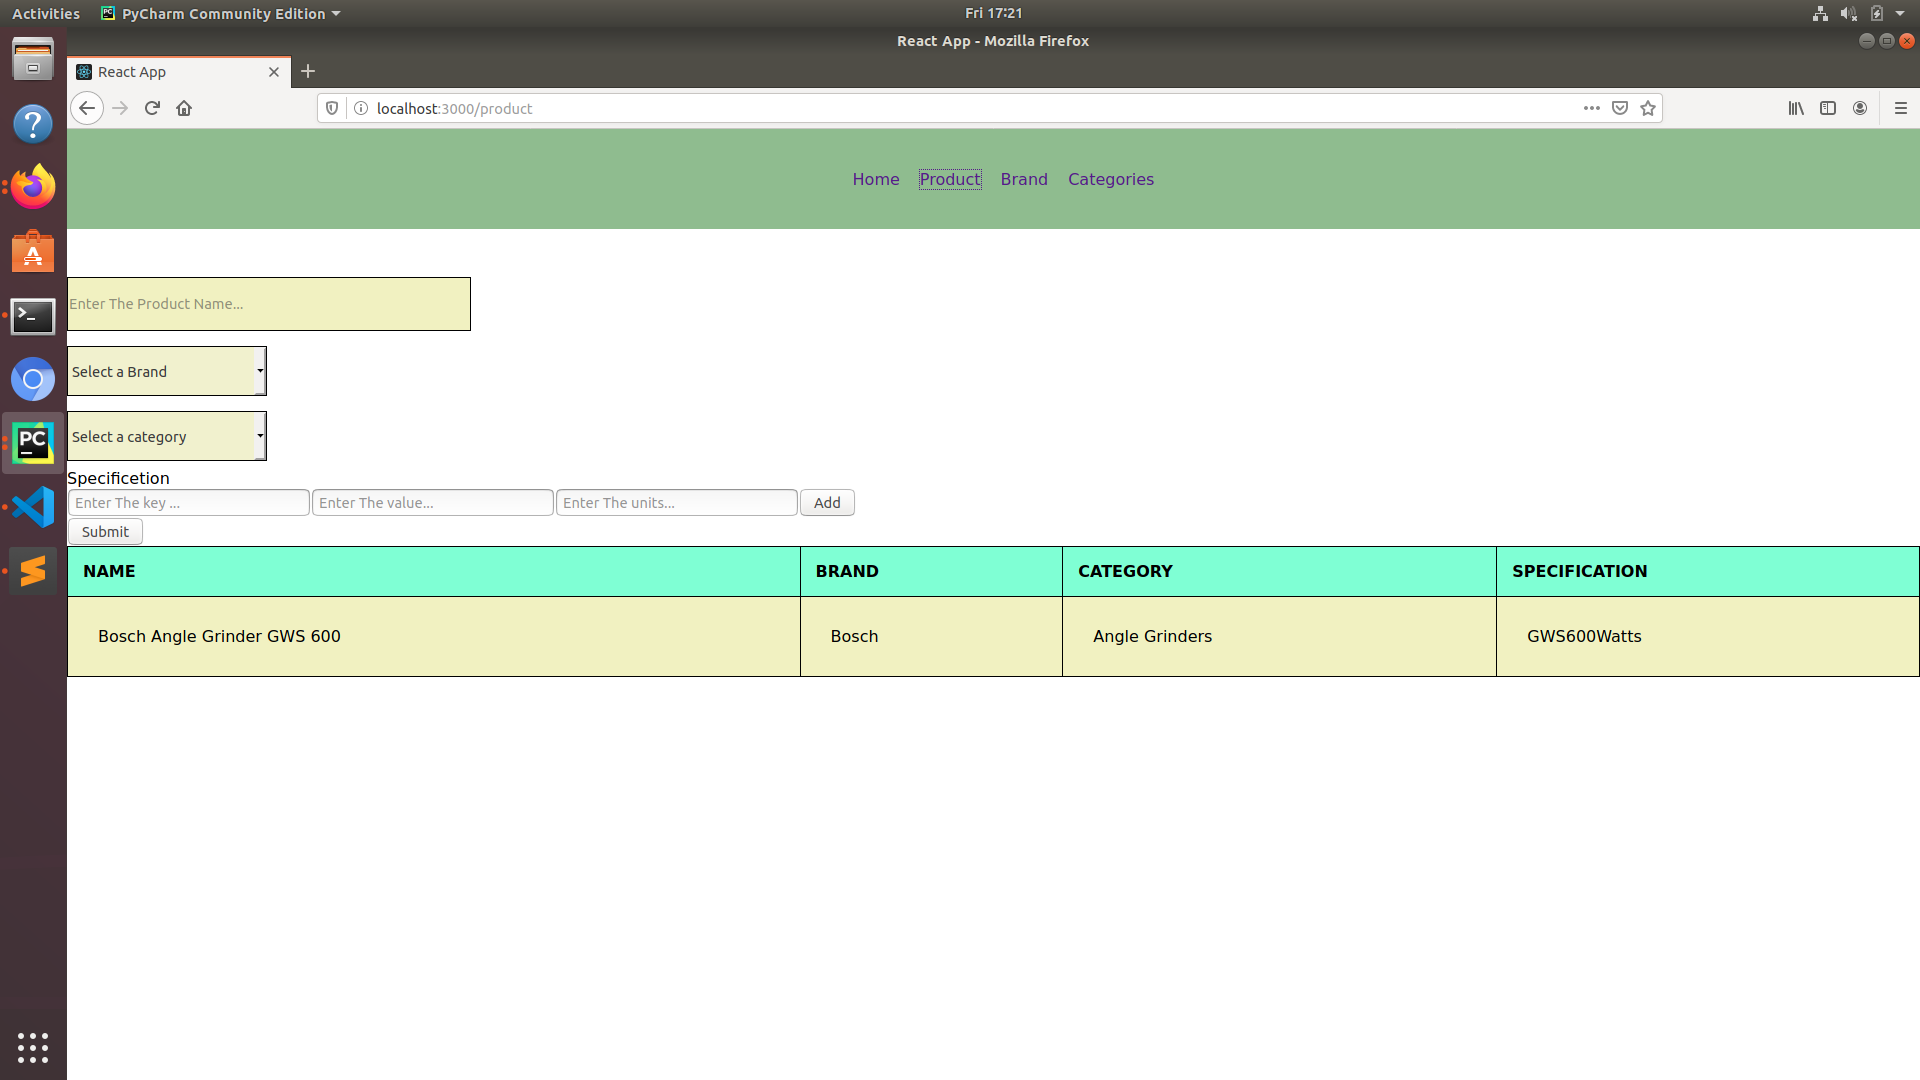 Activities PyCharm Community Edition Fri 17:21
React App - Mozilla Firefox
React App
localhost:3000/product
Home Product Brand Categories
Enter The Product Name...
Select a Brand
Select a category
Specificetion
Enter The key ... Enter The value... Enter The units... Add
Submit
NAME BRAND CATEGORY SPECIFICATION
Bosch Angle Grinder GWS 600 Bosch Angle Grinders GWS600Watts
PC